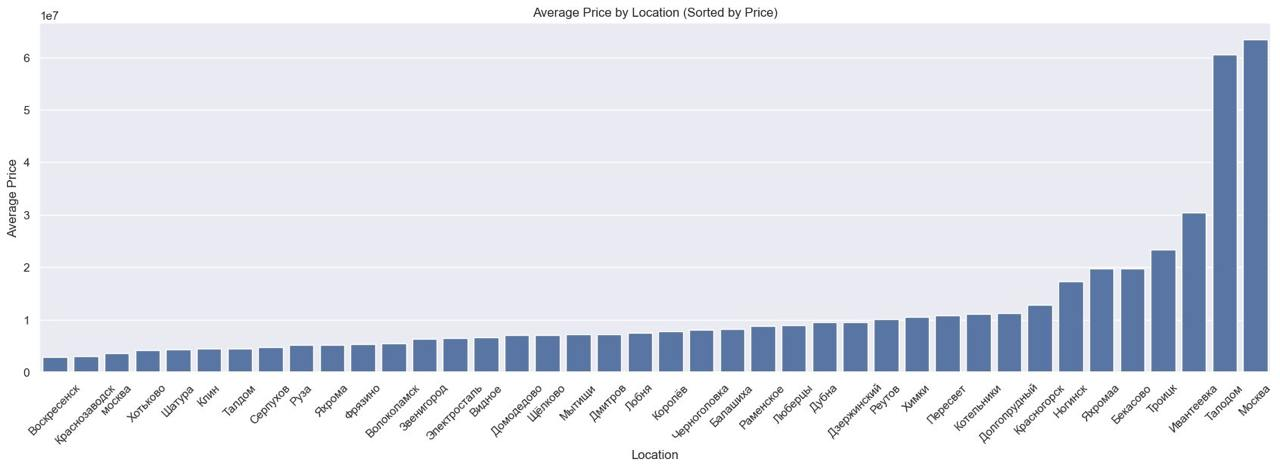 Average Price by Location (Sorted by Price)
1e7
Average Price
6
5
4
3
2
1
0
Воскресенск
Краснозаводск
москва
Хотьково
Шатура
Клин
Талдом
Серпухов
Руза
Яхрома
Фрязино
Волоколамск
Звенигород
Электросталь
Видное
Домодедово
Щёлково
Мытищи
Дмитров
Лобня
Королёв
Черноголовка
Балашиха
Раменское
Люберцы
Дубна
Дзержинский
Реутов
Химки
Пересвет
Котельники
Долгопрудный
Красногорск
Ногинск
Яхромаа
Бекасово
Троицк
Ивантеевка
Талодом
Москва
Location